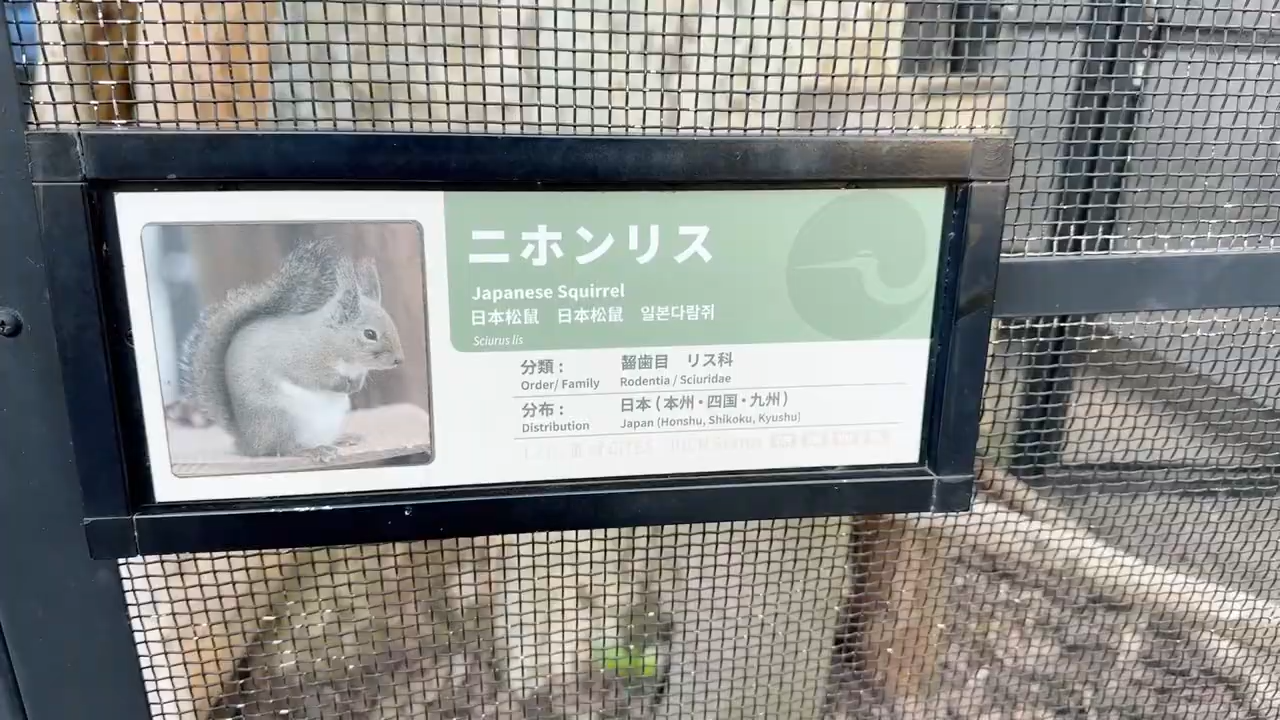 ニホンリス
Japanese Squirrel
日本松鼠 日本松鼠 일본다람쥐
Sciurus lis
分類： 齧歯目 リス科
Order/ Family Rodentia / Sciuridae
分布： 日本 (本州・四国・九州)
Distribution Japan (Honshu, Shikoku, Kyushu)